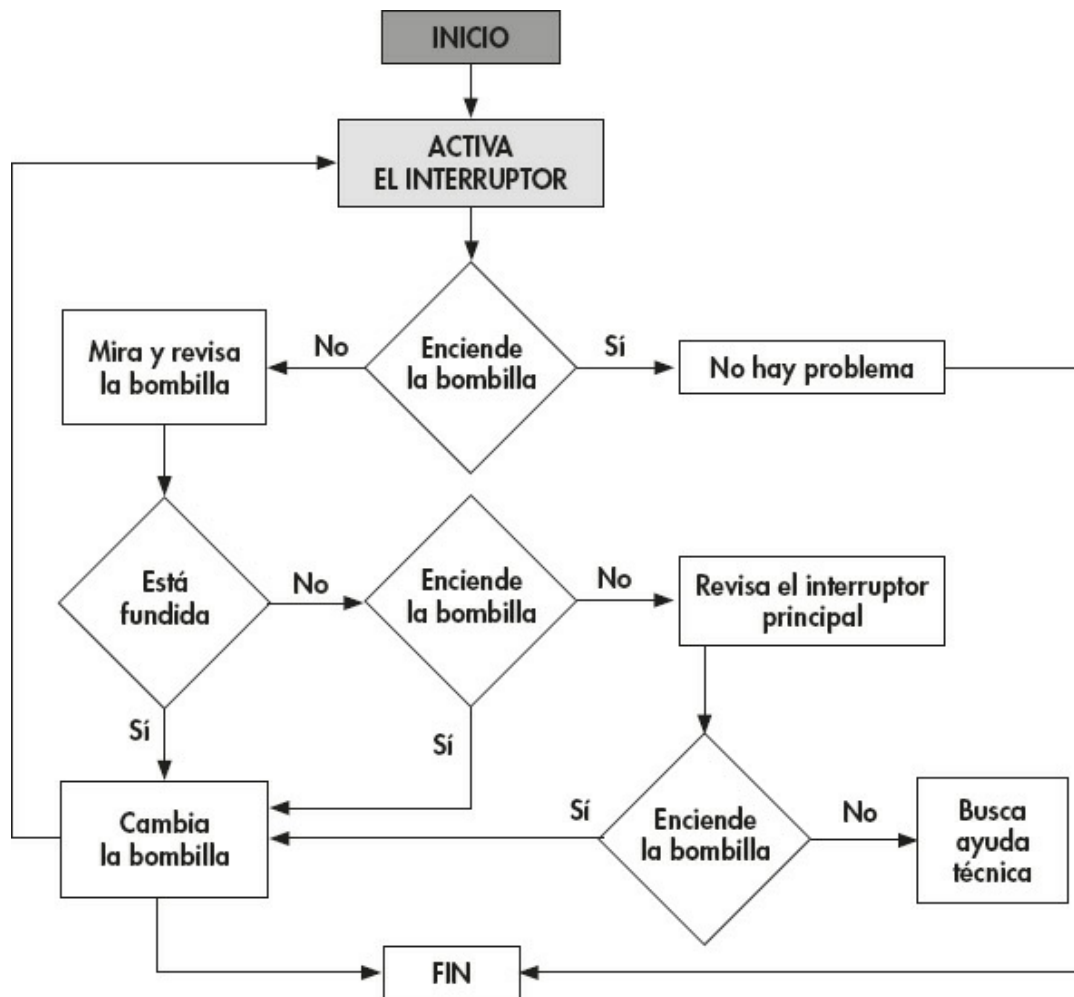 INICIO
ACTIVA
EL INTERRUPTOR
Mira y revisa
la bombilla
No
Enciende
la bombilla
Sí
No hay problema
Está
fundida
No
Enciende
la bombilla
No
Revisa el interruptor
principal
Sí
Sí
Cambia
la bombilla
Sí
Enciende
la bombilla
No
Busca
ayuda
técnica
FIN